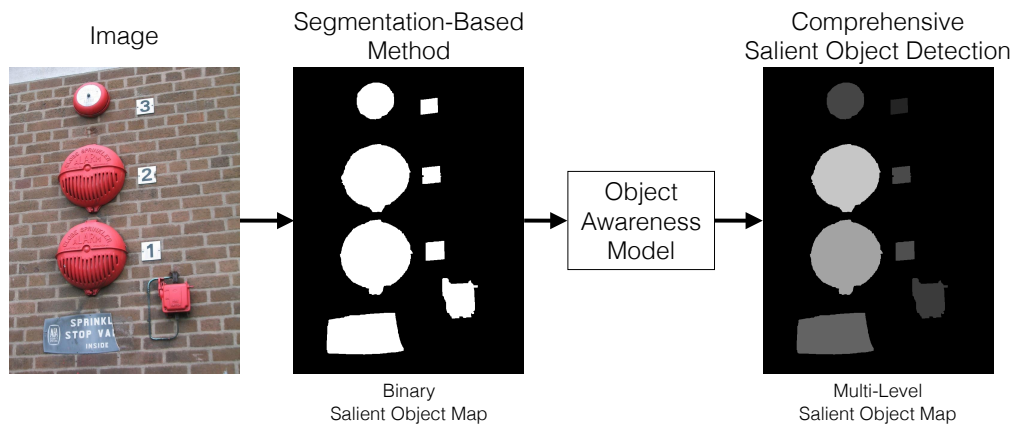 Image
Segmentation-Based
Method
Comprehensive
Salient Object Detection
3
2
1
ALARM
SPRINKL
STOP VA
INSIDE
Object
Awareness
Model
Binary
Salient Object Map
Multi-Level
Salient Object Map